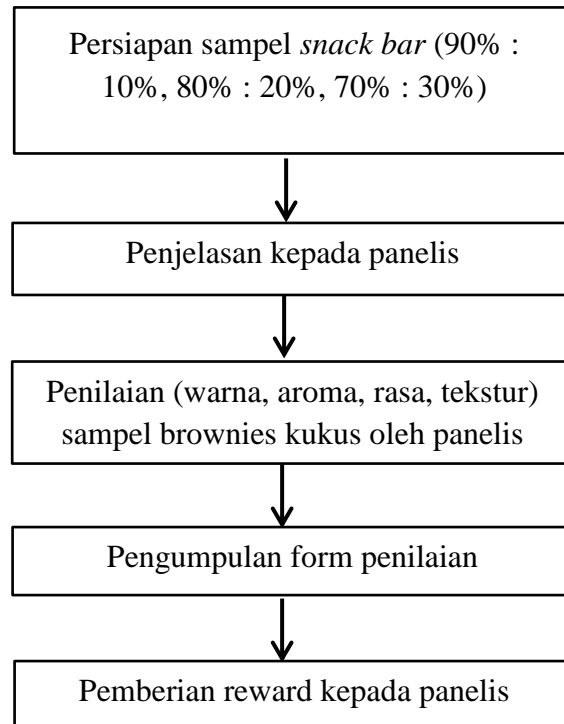 Persiapan sampel snack bar (90% :
10%, 80% : 20%, 70% : 30%)
Penjelasan kepada panelis
Penilaian (warna, aroma, rasa, tekstur)
sampel brownies kukus oleh panelis
Pengumpulan form penilaian
Pemberian reward kepada panelis